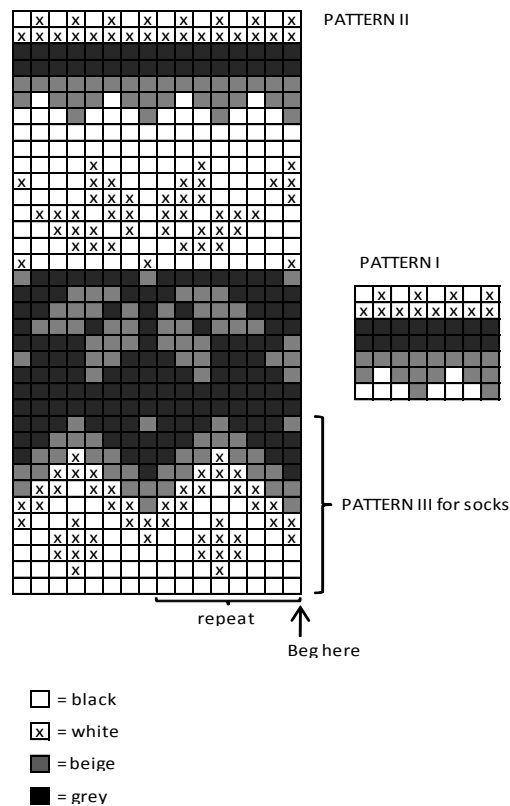 PATTERN II
PATTERN I
PATTERN III for socks
repeat
Beg here
= black
x = white
= beige
= grey